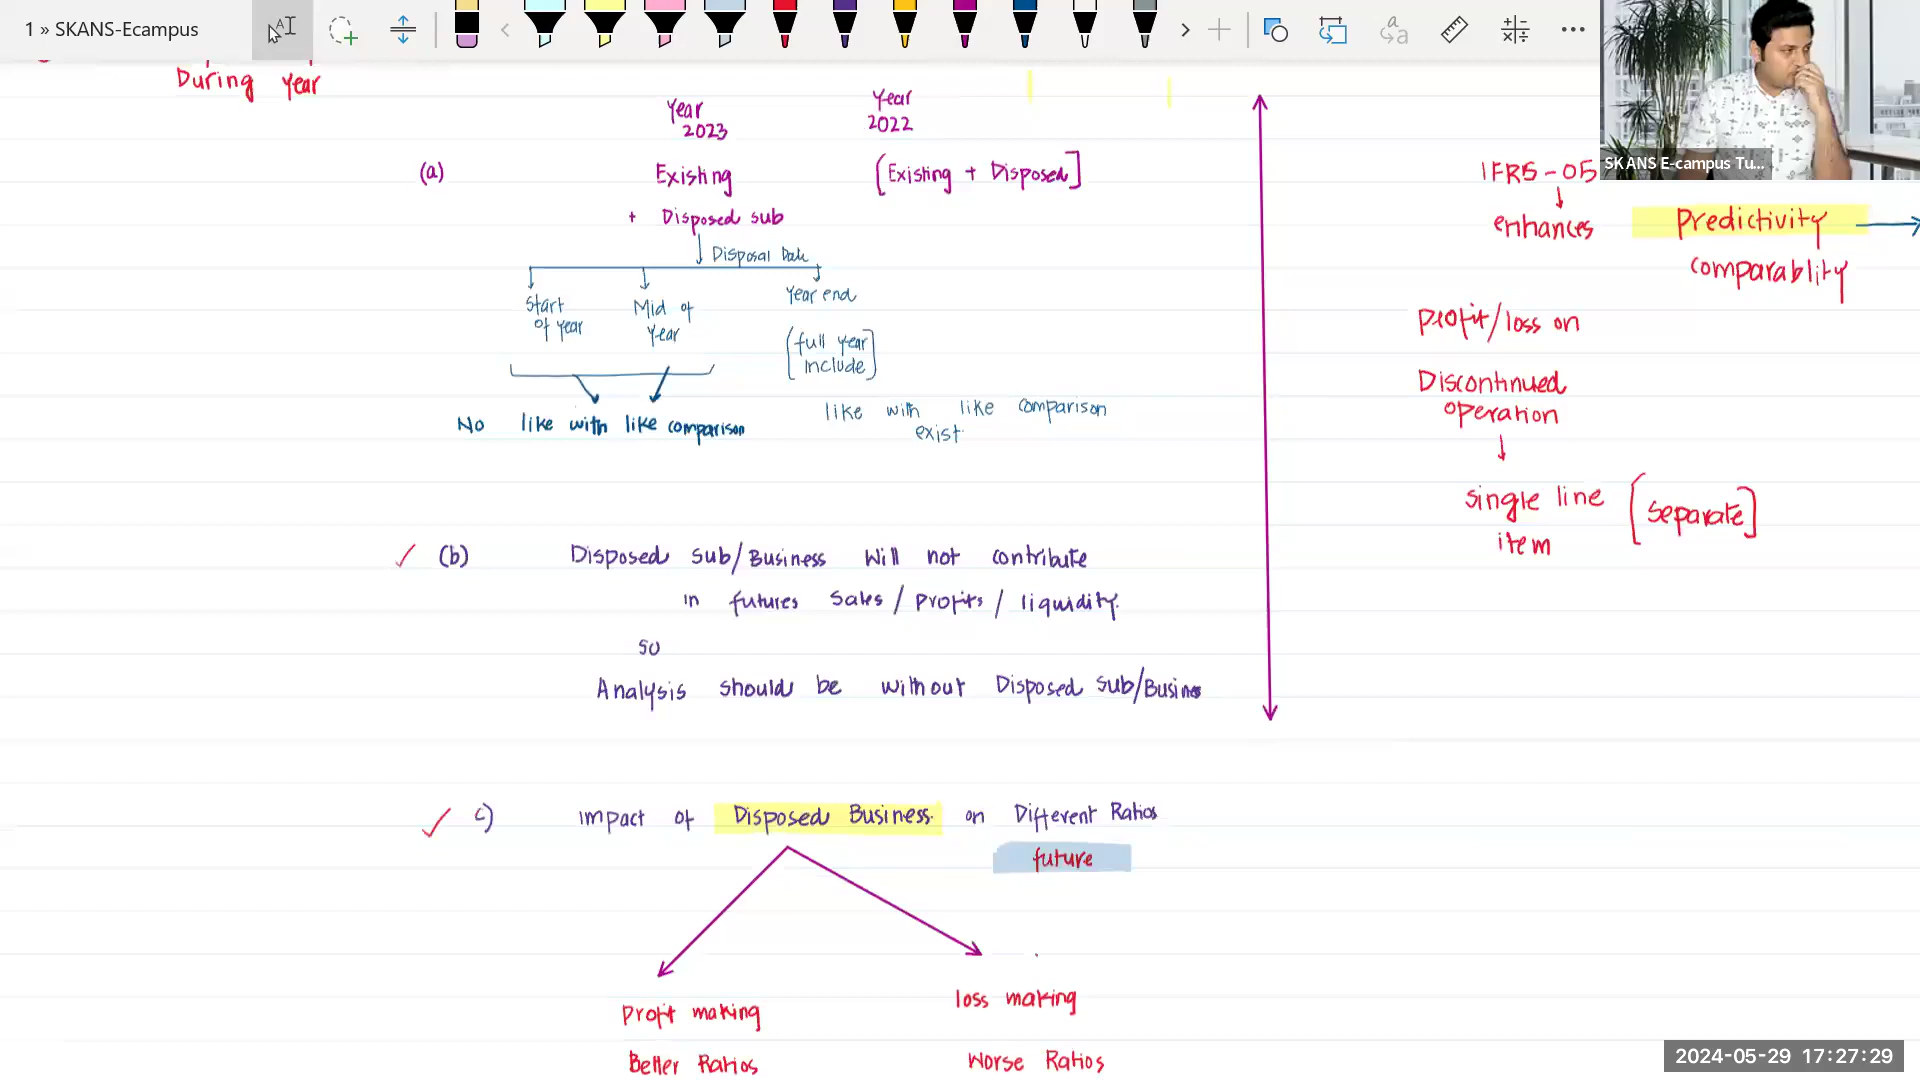 1 » SKANS-Ecampus
During Year
Year 2023
Year 2022
(a)
Existing
[Existing + Disposed]
+ Disposed sub
Disposal Date
Start of year
Mid of Year
Year end
[full year include]
No like with like comparison
like with like comparison exist.
(b) Disposed sub/Business will not contribute
in futures Sales / Profits / liquidity.
so
Analysis should be without Disposed sub/Busines
c) Impact of Disposed Business. on Different Ratios
future
Profit making
Better Ratios
loss making
Worse Ratios
IFRS-05
enhances
Predictivity
comparablity
Profit/loss on
Discontinued
operation
single line
item
[Separate]
SKANS E-campus Tu...
2024-05-29 17:27:29